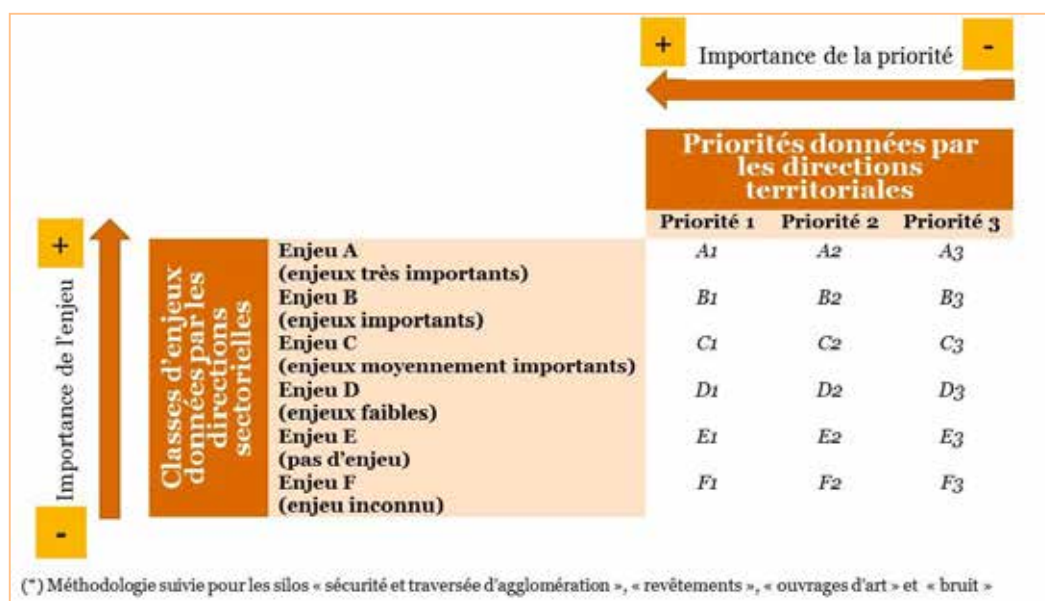 + Importance de la priorité -
Priorités données par
les directions
territoriales
Priorité 1 Priorité 2 Priorité 3
+
Importance de l'enjeu
-
Classes d'enjeux
données par les
directions
sectorielles
Enjeu A A1 A2 A3
(enjeux très importants)
Enjeu B B1 B2 B3
(enjeux importants)
Enjeu C C1 C2 C3
(enjeux moyennement importants)
Enjeu D D1 D2 D3
(enjeux faibles)
Enjeu E E1 E2 E3
(pas d'enjeu)
Enjeu F F1 F2 F3
(enjeu inconnu)
(*) Méthodologie suivie pour les silos « sécurité et traversée d'agglomération », « revêtements », « ouvrages d'art » et « bruit »